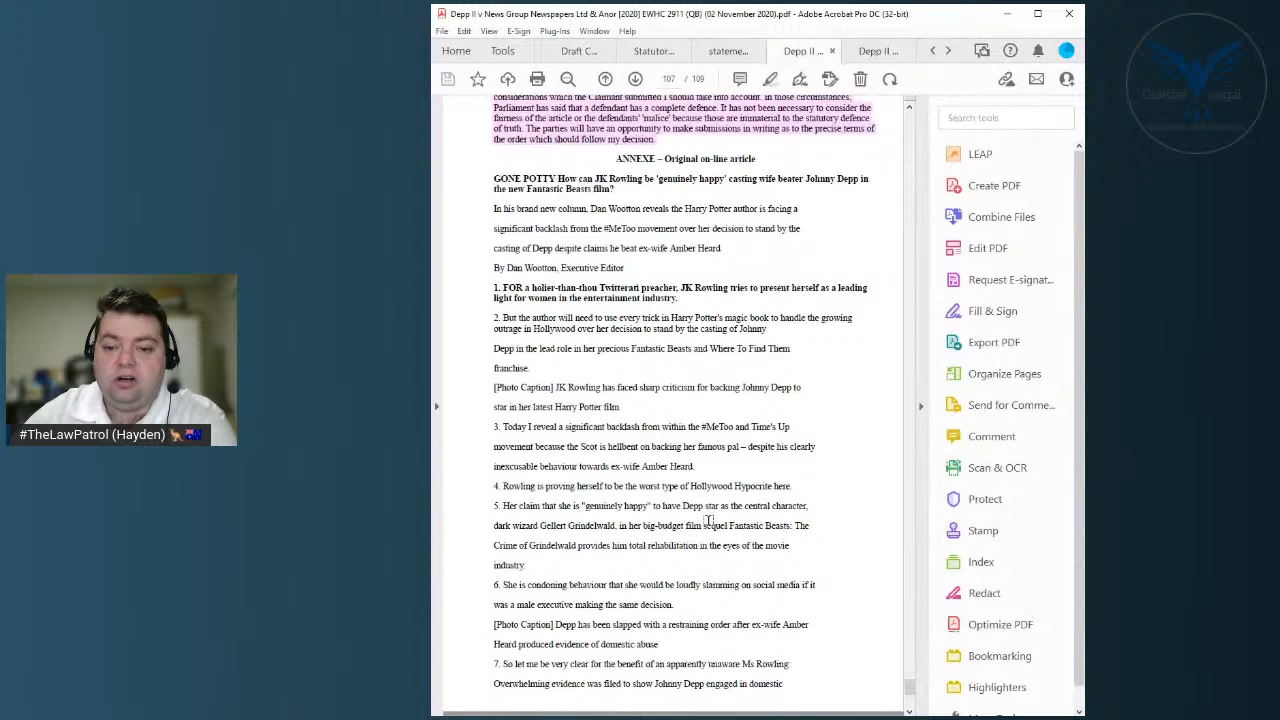 Depp II v News Group Newspapers Ltd & Anor [2020] EWHC 2911 (QB) (02 November 2020).pdf - Adobe Acrobat Pro DC (32-bit)
File Edit View E-Sign Plug-Ins Window Help
Home Tools Draft C... Statutor... stateme... Depp II ... × Depp II ...
107 / 109
considerations which the Claimant submitted I should take into account. In those circumstances,
Parliament has said that a defendant has a complete defence. It has not been necessary to consider the
fairness of the article or the defendants' 'malice' because those are immaterial to the statutory defence
of truth. The parties will have an opportunity to make submissions in writing as to the precise terms of
the order which should follow my decision.
ANNEXE – Original on-line article
GONE POTTY How can JK Rowling be 'genuinely happy' casting wife beater Johnny Depp in
the new Fantastic Beasts film?
In his brand new column, Dan Wootton reveals the Harry Potter author is facing a
significant backlash from the #MeToo movement over her decision to stand by the
casting of Depp despite claims he beat ex-wife Amber Heard
By Dan Wootton, Executive Editor
1. FOR a holier-than-thou Twitterati preacher, JK Rowling tries to present herself as a leading
light for women in the entertainment industry.
2. But the author will need to use every trick in Harry Potter's magic book to handle the growing
outrage in Hollywood over her decision to stand by the casting of Johnny
Depp in the lead role in her precious Fantastic Beasts and Where To Find Them
franchise.
[Photo Caption] JK Rowling has faced sharp criticism for backing Johnny Depp to
star in her latest Harry Potter film.
3. Today I reveal a significant backlash from within the #MeToo and Time's Up
movement because the Scot is hellbent on backing her famous pal – despite his clearly
inexcusable behaviour towards ex-wife Amber Heard.
4. Rowling is proving herself to be the worst type of Hollywood Hypocrite here.
5. Her claim that she is "genuinely happy" to have Depp star as the central character,
dark wizard Gellert Grindelwald, in her big-budget film sequel Fantastic Beasts: The
Crime of Grindelwald provides him total rehabilitation in the eyes of the movie
industry.
6. She is condoning behaviour that she would be loudly slamming on social media if it
was a male executive making the same decision.
[Photo Caption] Depp has been slapped with a restraining order after ex-wife Amber
Heard produced evidence of domestic abuse
7. So let me be very clear for the benefit of an apparently unaware Ms Rowling:
Overwhelming evidence was filed to show Johnny Depp engaged in domestic
Search tools
LEAP
Create PDF
Combine Files
Edit PDF
Request E-signat...
Fill & Sign
Export PDF
Organize Pages
Send for Comme...
Comment
Scan & OCR
Protect
Stamp
Index
Redact
Optimize PDF
Bookmarking
Highlighters
#TheLawPatrol (Hayden)
Legal